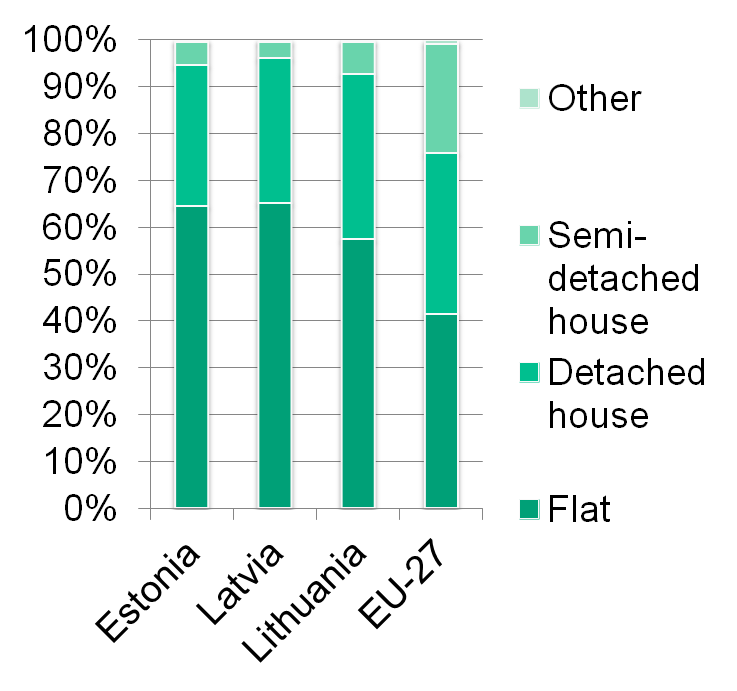 100%
90%
80%
70%
60%
50%
40%
30%
20%
10%
0%
Estonia
Latvia
Lithuania
EU-27
Other
Semi-
detached
house
Detached
house
Flat